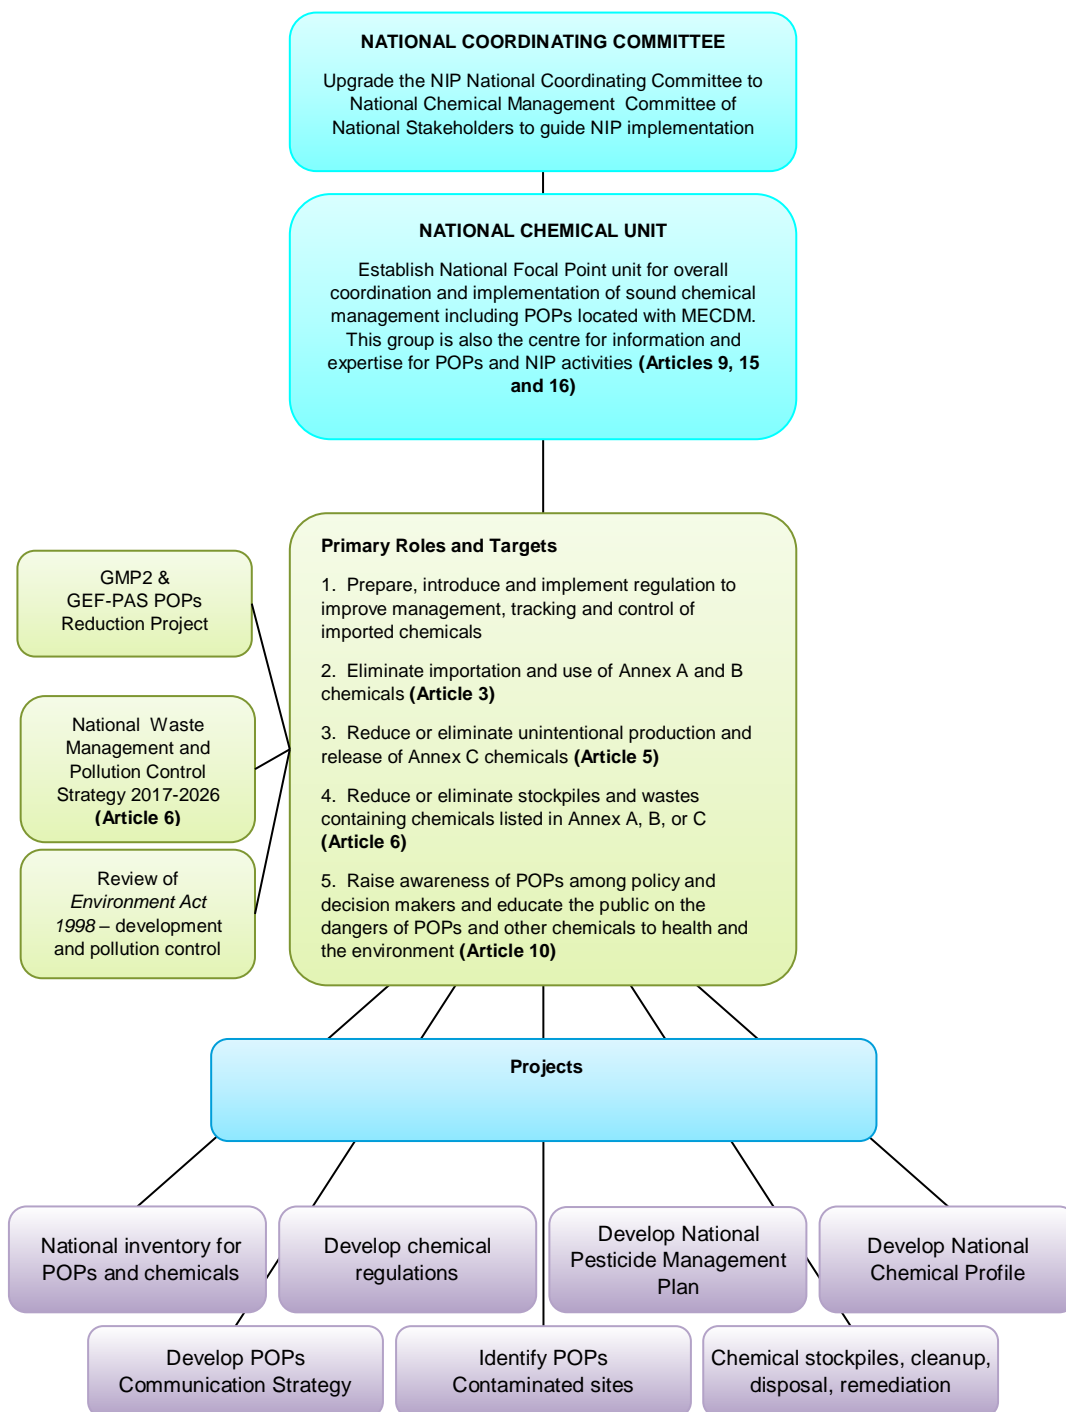 NATIONAL COORDINATING COMMITTEE
Upgrade the NIP National Coordinating Committee to
National Chemical Management Committee of
National Stakeholders to guide NIP implementation
NATIONAL CHEMICAL UNIT
Establish National Focal Point unit for overall
coordination and implementation of sound chemical
management including POPs located with MECDM.
This group is also the centre for information and
expertise for POPs and NIP activities (Articles 9, 15
and 16)
GMP2 &
GEF-PAS POPs
Reduction Project
National Waste
Management and
Pollution Control
Strategy 2017-2026
(Article 6)
Review of
Environment Act
1998 – development
and pollution control
Primary Roles and Targets
1. Prepare, introduce and implement regulation to
improve management, tracking and control of
imported chemicals
2. Eliminate importation and use of Annex A and B
chemicals (Article 3)
3. Reduce or eliminate unintentional production and
release of Annex C chemicals (Article 5)
4. Reduce or eliminate stockpiles and wastes
containing chemicals listed in Annex A, B, or C
(Article 6)
5. Raise awareness of POPs among policy and
decision makers and educate the public on the
dangers of POPs and other chemicals to health and
the environment (Article 10)
Projects
National inventory for
POPs and chemicals
Develop chemical
regulations
Develop National
Pesticide Management
Plan
Develop National
Chemical Profile
Develop POPs
Communication Strategy
Identify POPs
Contaminated sites
Chemical stockpiles, cleanup,
disposal, remediation